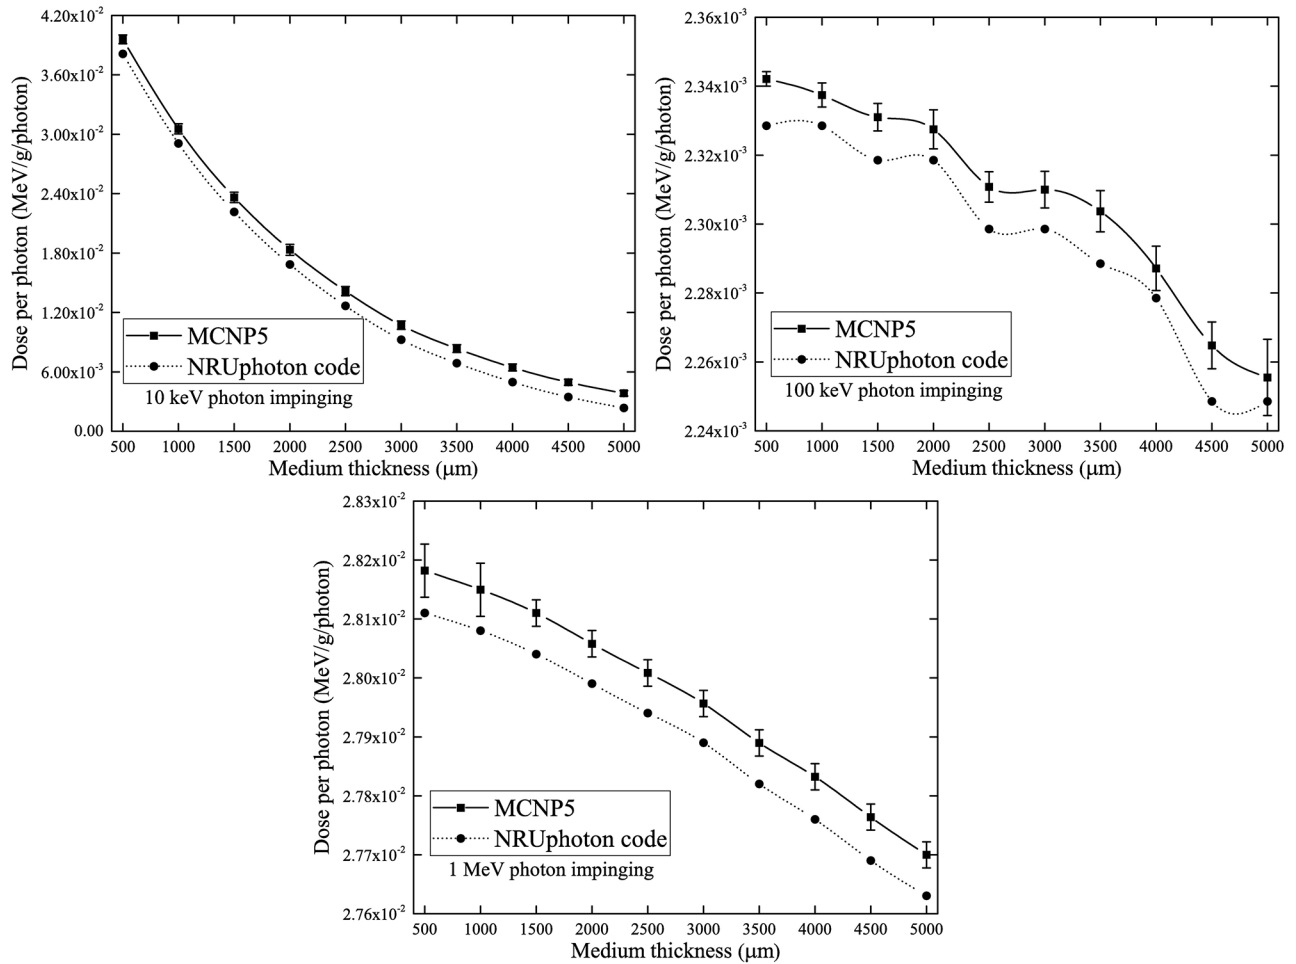 Dose per photon (MeV/g/photon)
4.20x10⁻²
3.60x10⁻²
3.00x10⁻²
2.40x10⁻²
1.80x10⁻²
1.20x10⁻²
6.00x10⁻³
0.00
MCNP5
NRUphoton code
10 keV photon impinging
500 1000 1500 2000 2500 3000 3500 4000 4500 5000
Medium thickness (μm)
Dose per photon (MeV/g/photon)
2.36x10⁻³
2.34x10⁻³
2.32x10⁻³
2.30x10⁻³
2.28x10⁻³
2.26x10⁻³
2.24x10⁻³
MCNP5
NRUphoton code
100 keV photon impinging
500 1000 1500 2000 2500 3000 3500 4000 4500 5000
Medium thickness (μm)
Dose per photon (MeV/g/photon)
2.83x10⁻²
2.82x10⁻²
2.81x10⁻²
2.80x10⁻²
2.79x10⁻²
2.78x10⁻²
2.77x10⁻²
2.76x10⁻²
MCNP5
NRUphoton code
1 MeV photon impinging
500 1000 1500 2000 2500 3000 3500 4000 4500 5000
Medium thickness (μm)